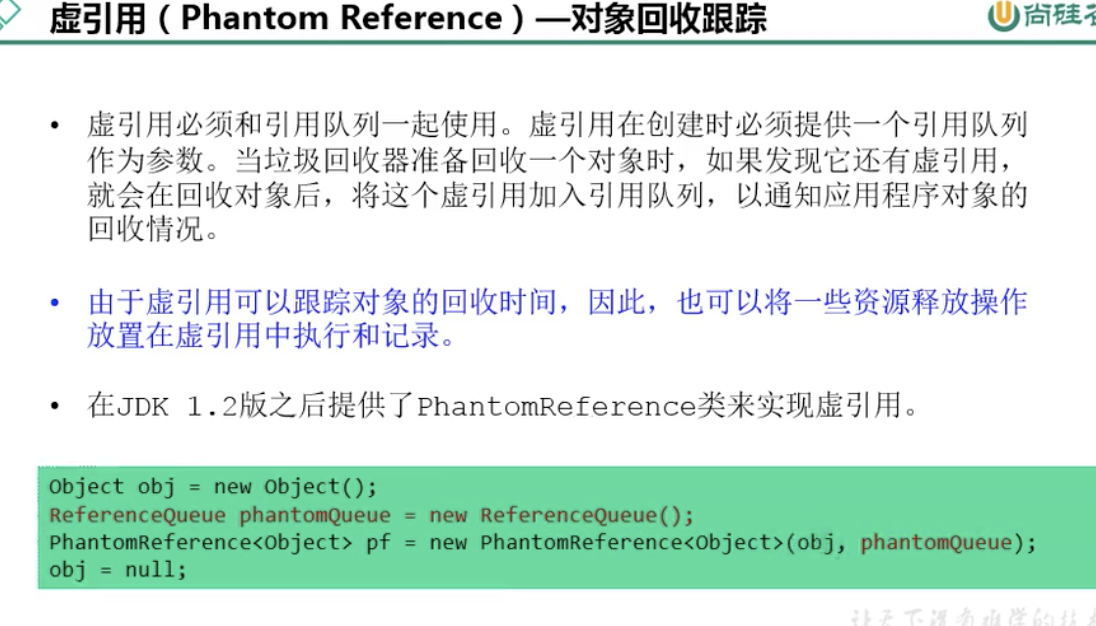 虚引用（Phantom Reference）—对象回收跟踪
尚硅谷
• 虚引用必须和引用队列一起使用。虚引用在创建时必须提供一个引用队列
作为参数。当垃圾回收器准备回收一个对象时，如果发现它还有虚引用，
就会在回收对象后，将这个虚引用加入引用队列，以通知应用程序对象的
回收情况。
• 由于虚引用可以跟踪对象的回收时间，因此，也可以将一些资源释放操作
放置在虚引用中执行和记录。
• 在JDK 1.2版之后提供了PhantomReference类来实现虚引用。
Object obj = new Object();
ReferenceQueue phantomQueue = new ReferenceQueue();
PhantomReference<Object> pf = new PhantomReference<Object>(obj, phantomQueue);
obj = null;
让天下没有难学的技